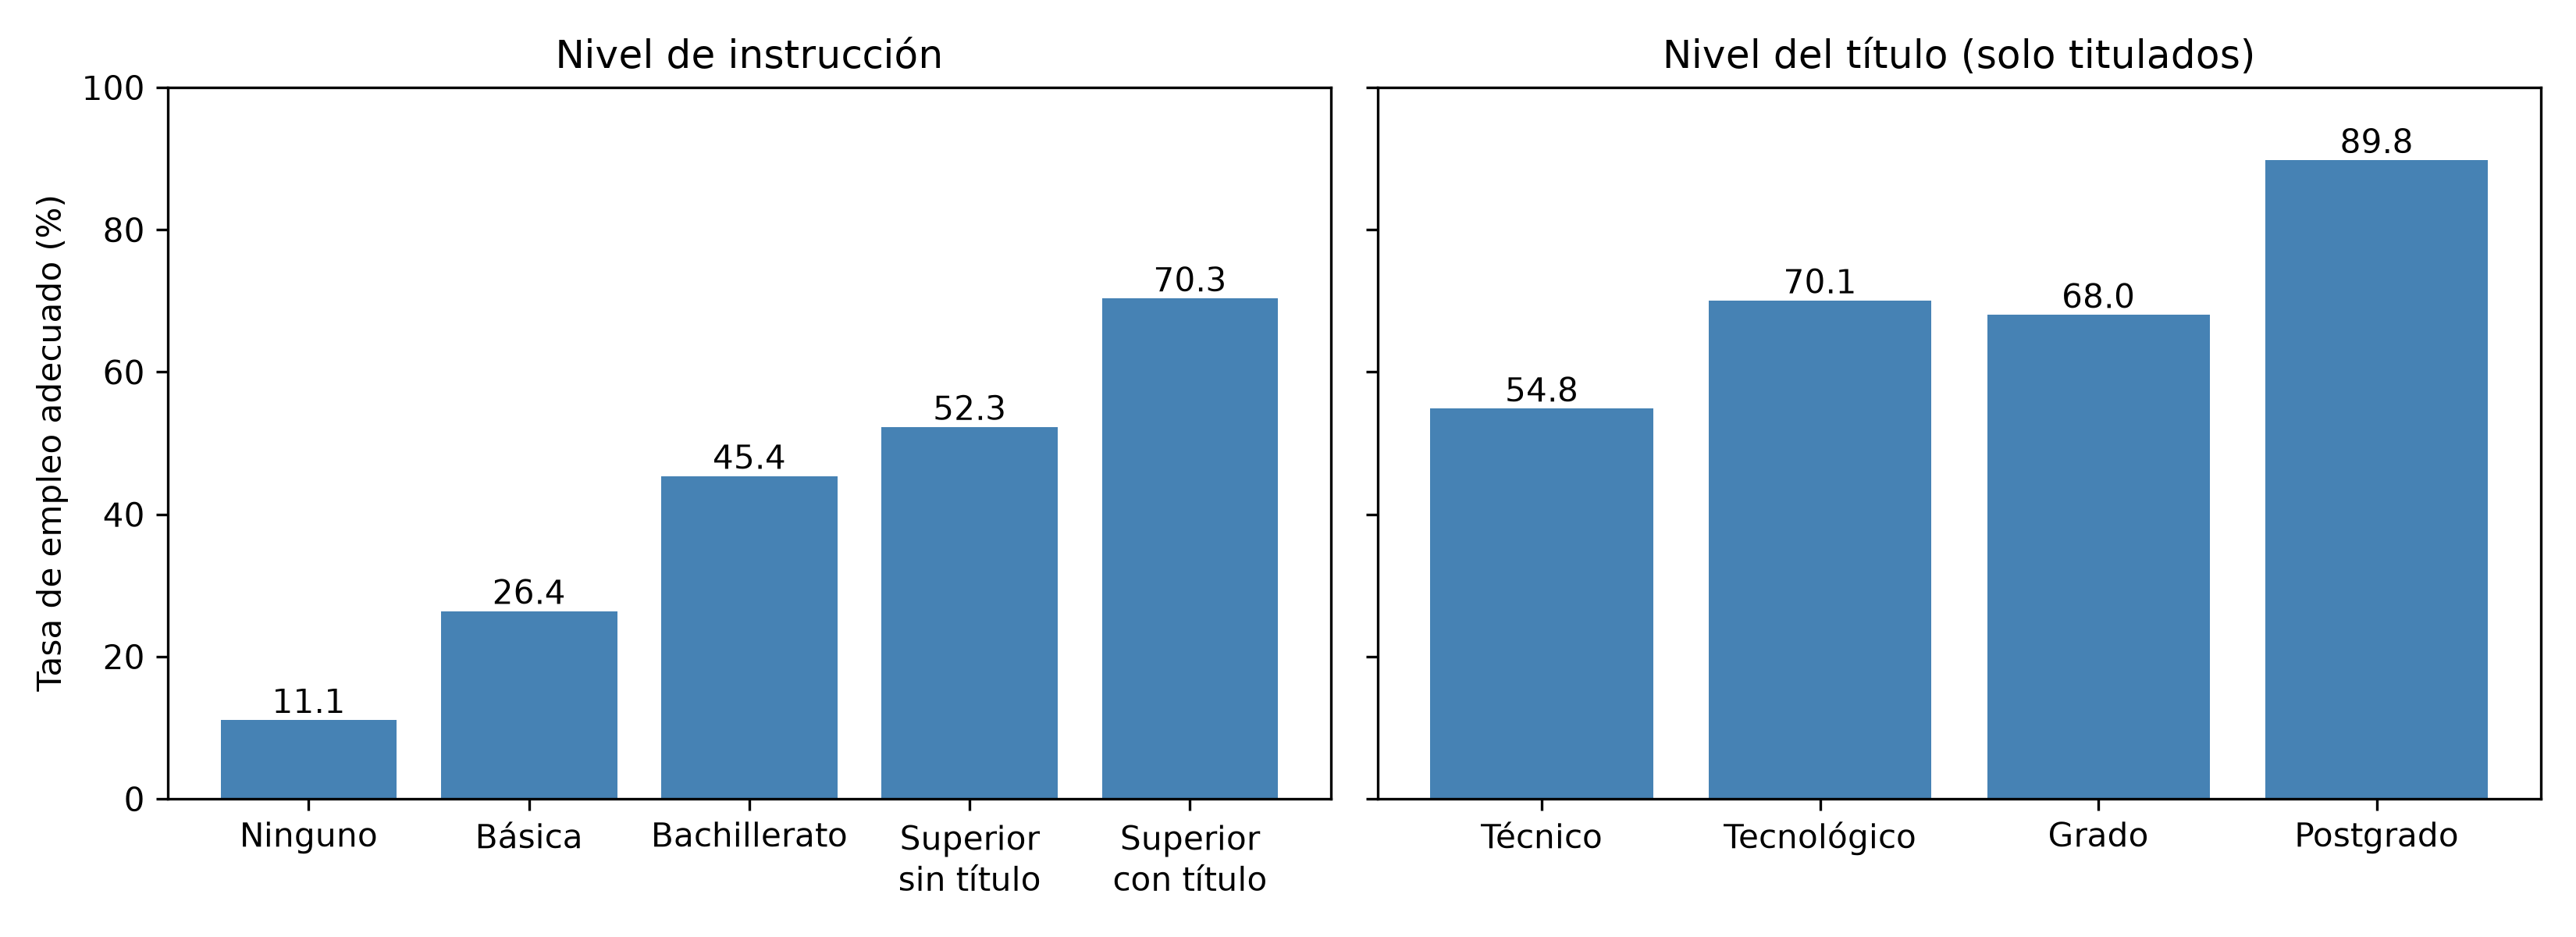 Nivel de instrucción
Tasa de empleo adecuado (%)
100
80
60
40
20
0
11.1
26.4
45.4
52.3
70.3
Ninguno
Básica
Bachillerato
Superior
sin título
Superior
con título
Nivel del título (solo titulados)
54.8
70.1
68.0
89.8
Técnico
Tecnológico
Grado
Postgrado